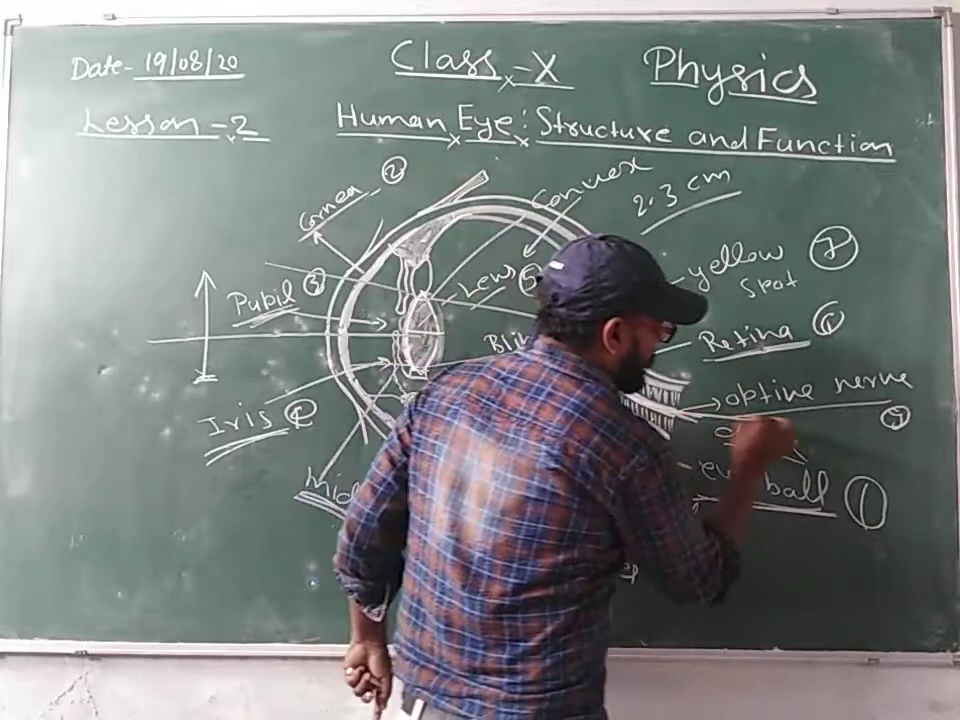 Date- 19/08/20
Class - X
Physics
Lesson - 2
Human Eye: Structure and Function
Cornea ②
Convex
2.3 cm
yellow
spot ⑦
Pupil ③
Lens ⑤
Retina ⑥
optine nerve
Iris ④
ball ①